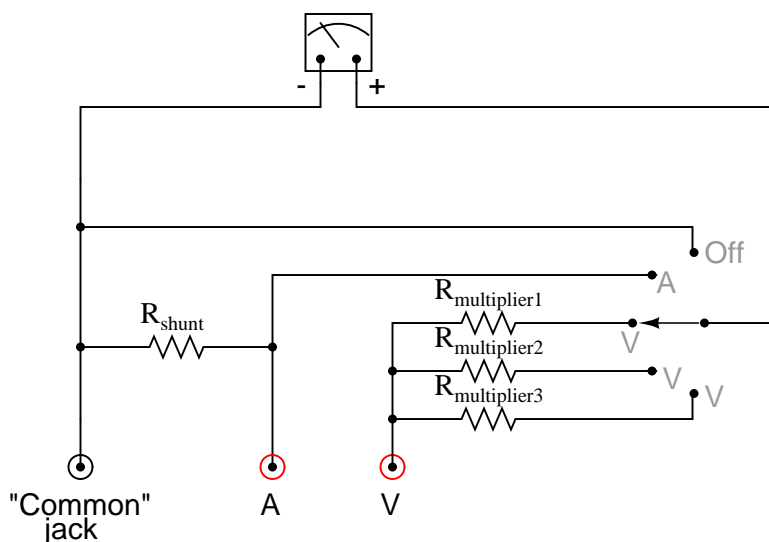 - +
Off
A
R_multiplier1
R_shunt
V
R_multiplier2
V
R_multiplier3
V
"Common"
jack
A
V